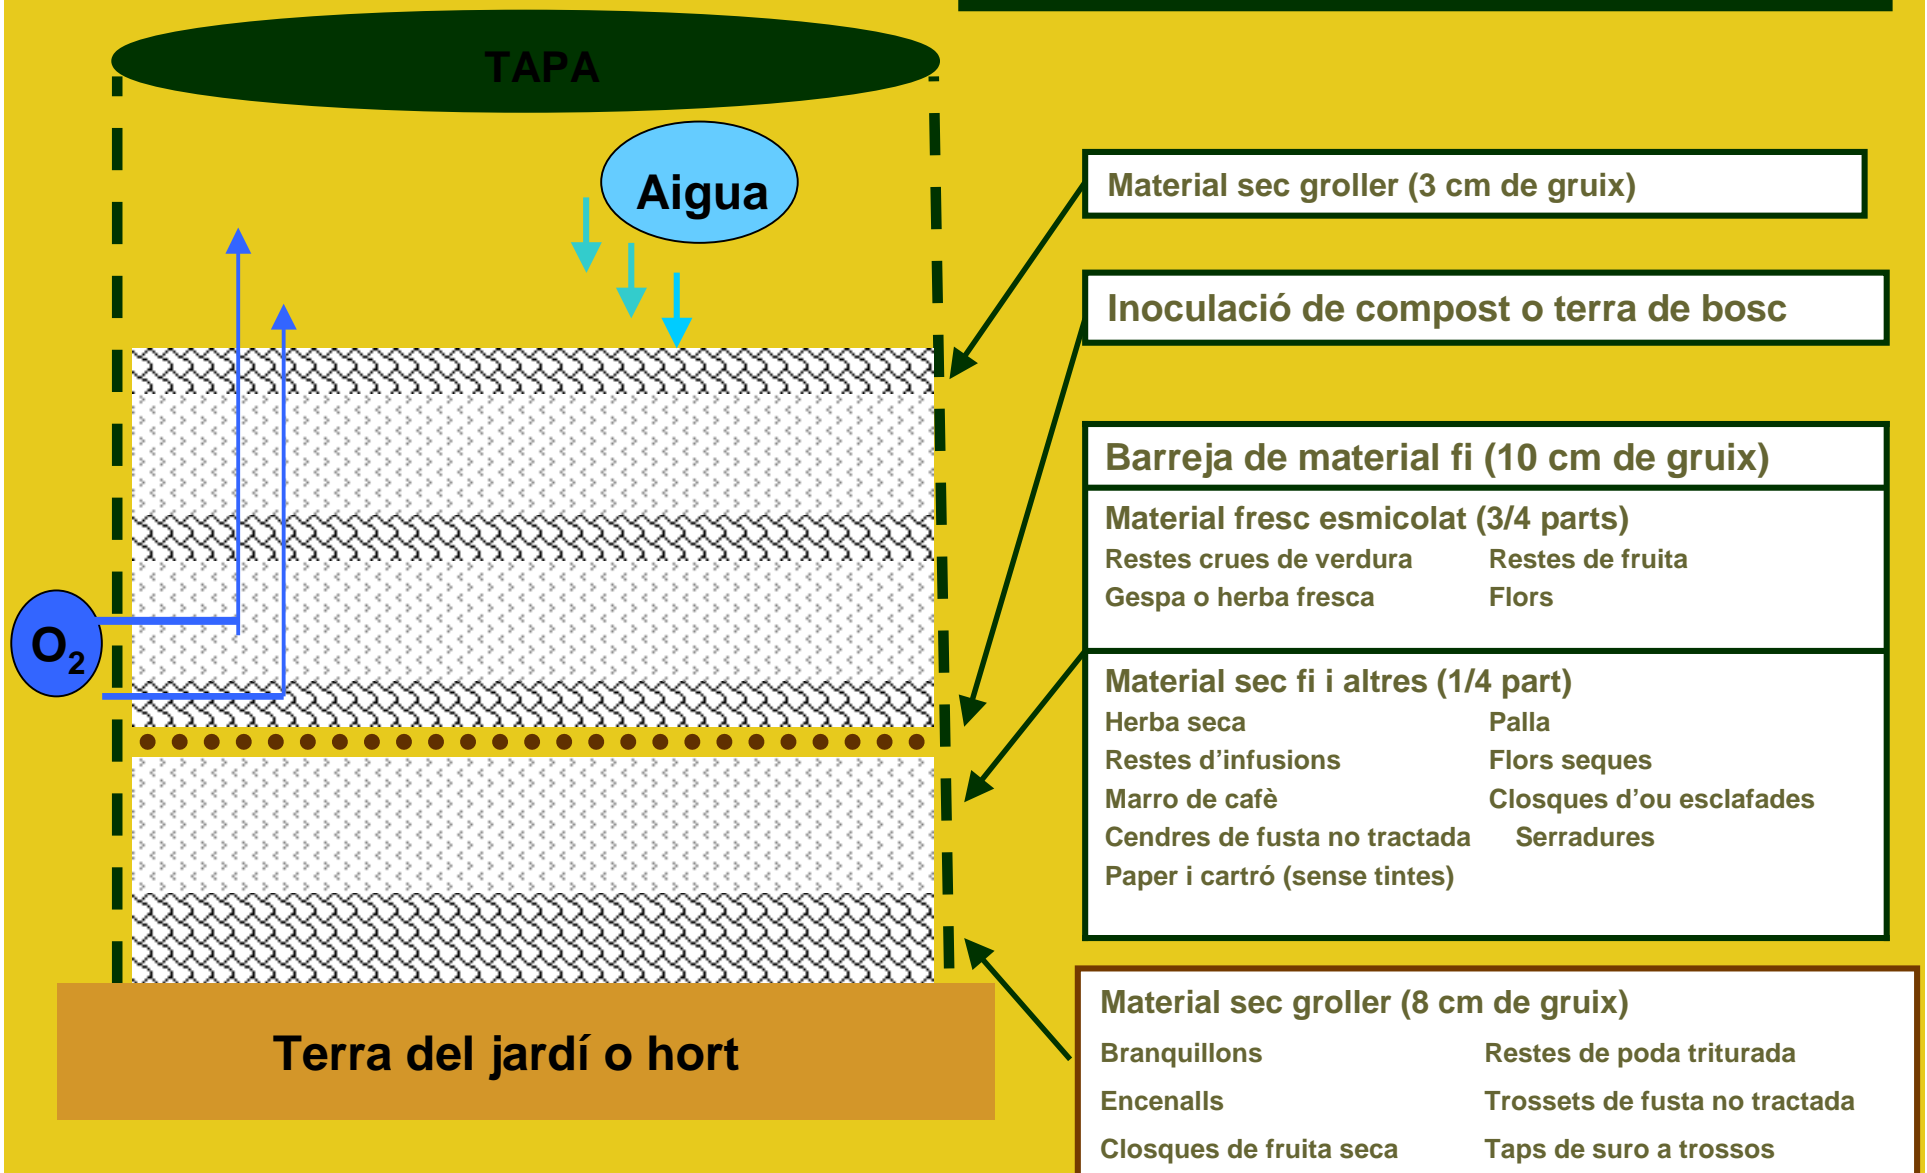 TAPA
Aigua
O2
Terra del jardí o hort
Material sec groller (3 cm de gruix)
Inoculació de compost o terra de bosc
Barreja de material fi (10 cm de gruix)
Material fresc esmicolat (3/4 parts)
Restes crues de verdura Restes de fruita
Gespa o herba fresca Flors
Material sec fi i altres (1/4 part)
Herba seca Palla
Restes d’infusions Flors seques
Marro de cafè Closques d’ou esclafades
Cendres de fusta no tractada Serradures
Paper i cartró (sense tintes)
Material sec groller (8 cm de gruix)
Branquillons Restes de poda triturada
Encenalls Trossets de fusta no tractada
Closques de fruita seca Taps de suro a trossos